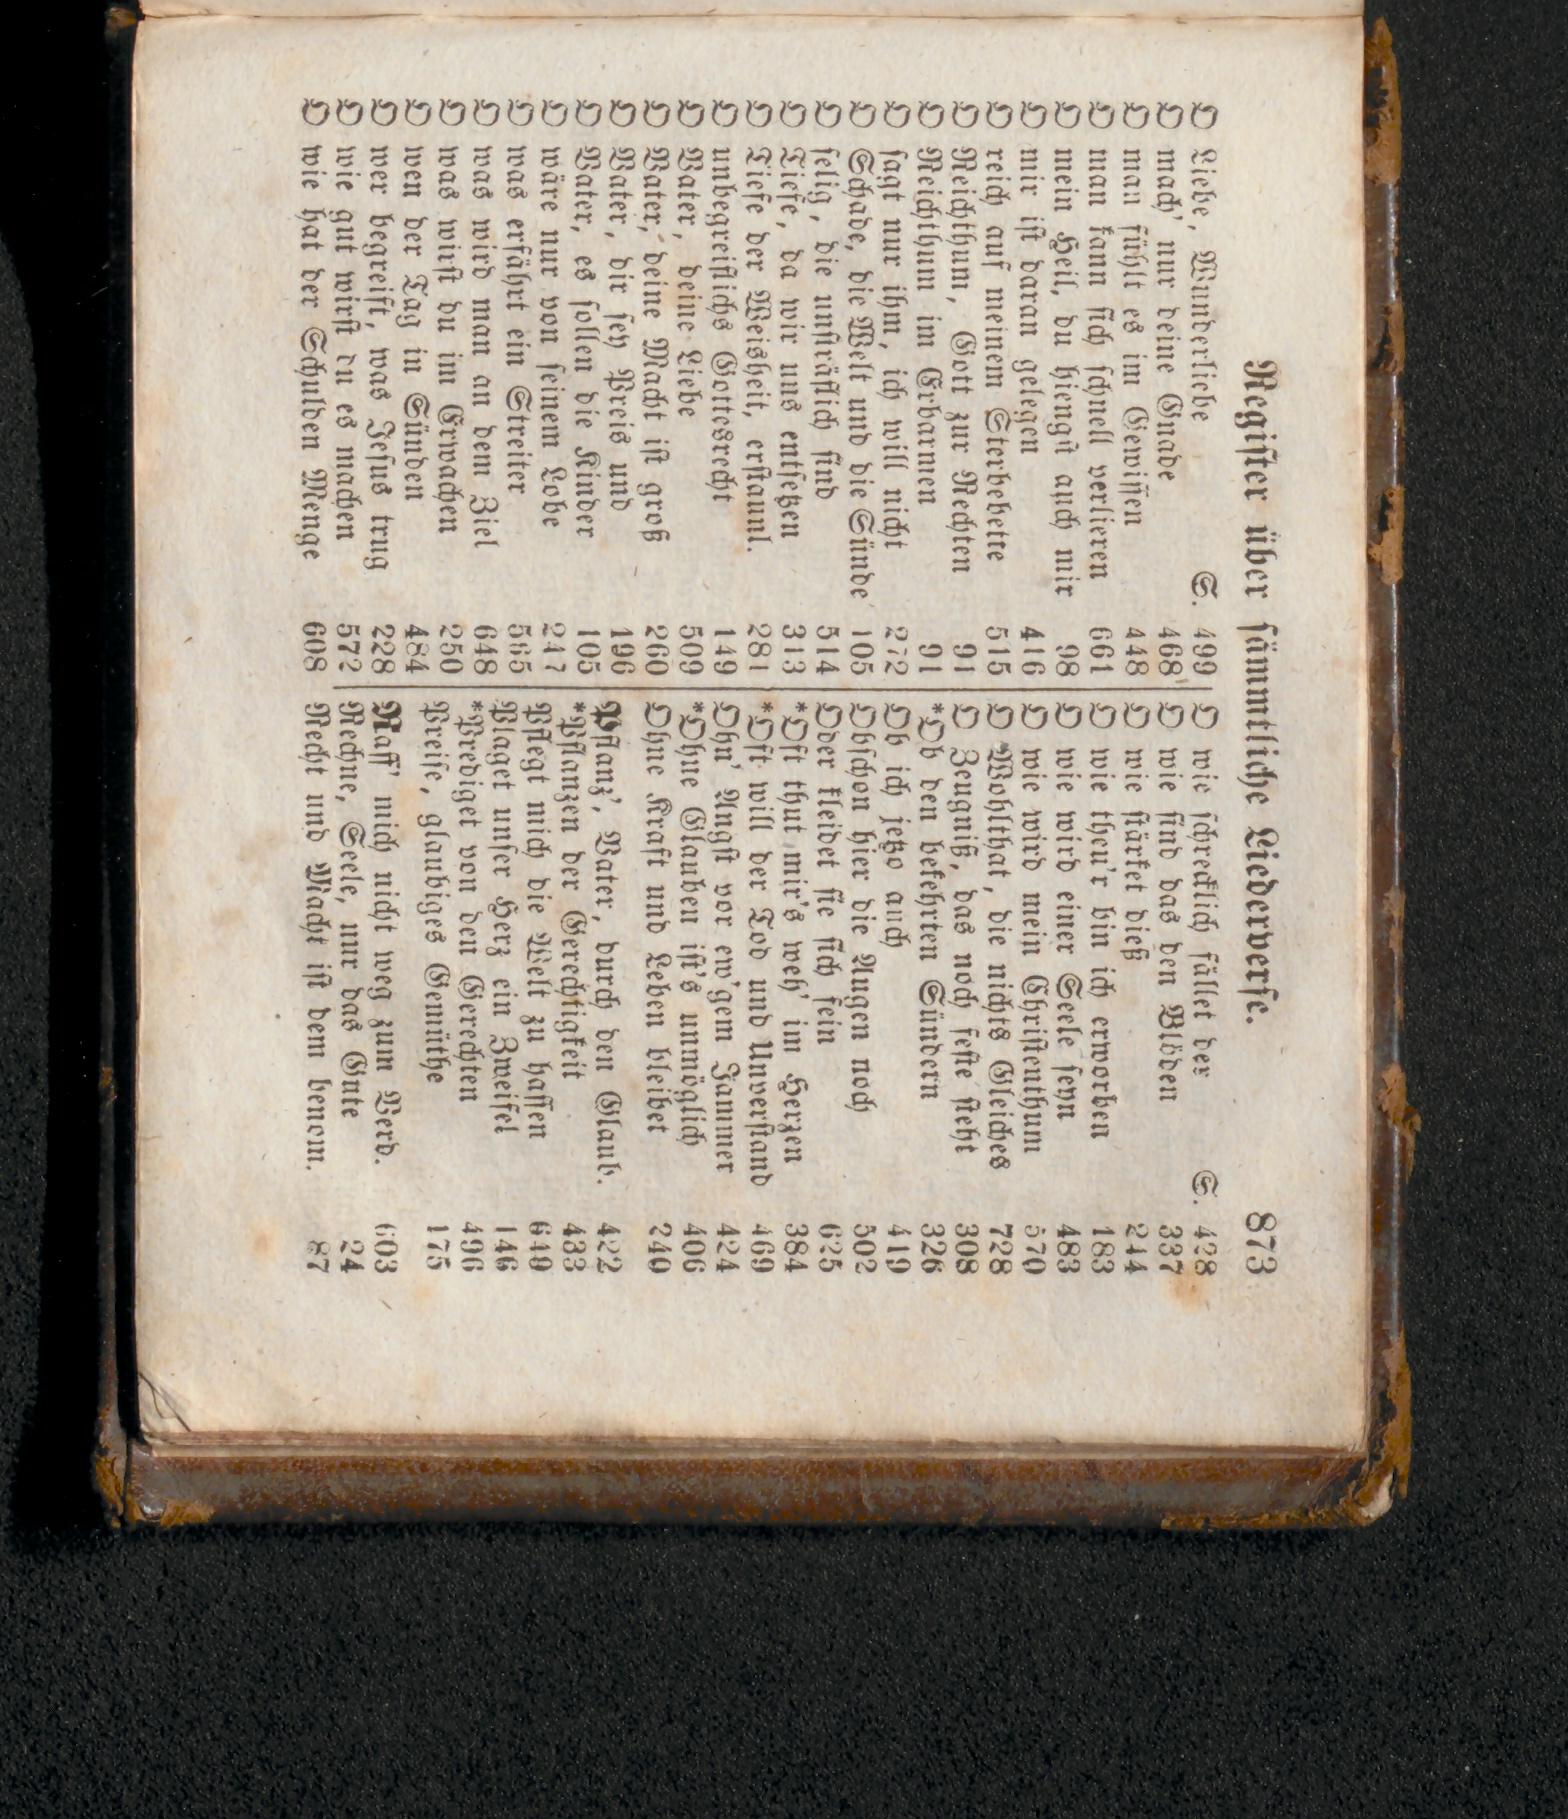 Register über sämmtliche Liederverse. 873
O Liebe, Wunderliebe S. 499
O mach' nur deine Gnade 468
O man fühlt es im Gewissen 448
O man kann sich schnell verlieren 661
O mein Heil, du hiengst auch mir 98
O mir ist daran gelegen 416
O reich auf meinem Sterbebette 515
O Reichthum, Gott zur Rechten 91
O Reichthum im Erbarmen 91
O sagt nur ihm, ich will nicht 272
O Schade, die Welt und die Sünde 105
O selig, die unsträflich sind 514
O Tiefe, da wir uns entsetzen 313
O Tiefe der Weisheit, erstaunl. 281
O unbegreiflichs Gottesrecht 149
O Vater, deine Liebe 509
O Vater, deine Macht ist groß 260
O Vater, dir sey Preis und 196
O Vater, es sollen die Kinder 105
O wäre nur von seinem Lobe 247
O was erfährt ein Streiter 565
O was wird man an dem Ziel 648
O was wirst du im Erwachen 250
O wen der Tag in Sünden 484
O wer begreift, was Jesus trug 228
O wie gut wirst du es machen 572
O wie hat der Schulden Menge 608
O wie schrecklich fället der S. 438
O wie sind das den Blöden 337
O wie stärket dieß 244
O wie theu'r bin ich erworben 183
O wie wird einer Seele seyn 483
O wie wird mein Christenthum 570
O Wohlthat, die nichts Gleiches 728
O Zeugniß, das noch feste steht 308
*Ob den bekehrten Sündern 326
Ob ich jetzo auch 419
Obschon hier die Augen noch 502
Oder kleidet sie sich fein 625
*Oft thut mir's weh' im Herzen 384
*Oft will der Tod und Unverstand 469
Ohn' Angst vor ew'gem Jammer 424
*Ohne Glauben ist's unmöglich 406
Ohne Kraft und Leben bleibet 240
Pflanz', Vater, durch den Glaub. 422
*Pflanzen der Gerechtigkeit 433
Pflegt mich die Welt zu hassen 649
Plaget unser Herz ein Zweifel 146
*Prediget von den Gerechten 496
Preise, glaubiges Gemüthe 175
Raff' mich nicht weg zum Verd. 603
Rechne, Seele, nur das Gute 24
Recht und Macht ist dem benom. 87